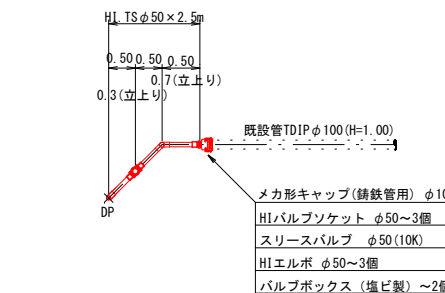 HI.TSφ50×2.5m
0.50 0.50 0.50
0.7(立上り)
0.3(立上り)
既設管TDIPφ100(H=1.00)
DP
メカ形キャップ(鋳鉄管用) φ10
HIバルブソケット φ50~3個
スリースバルブ φ50(10K)
HIエルボ φ50~3個
バルブボックス (塩ビ製) ~2個